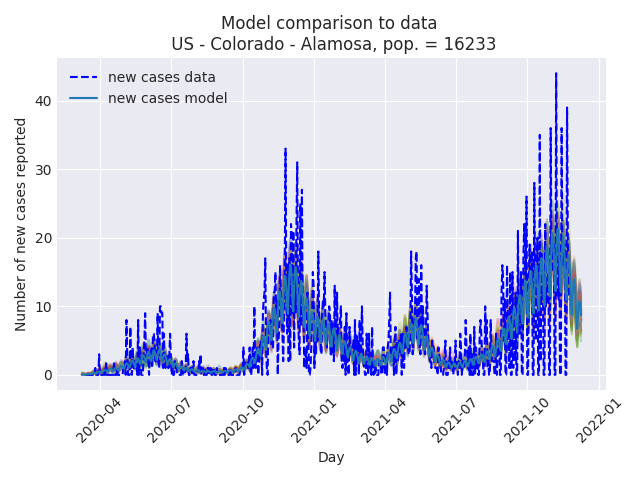 Model comparison to data
US - Colorado - Alamosa, pop. = 16233
new cases data
new cases model
Number of new cases reported
40
30
20
10
0
2020-04
2020-07
2020-10
2021-01
2021-04
2021-07
2021-10
2022-01
Day